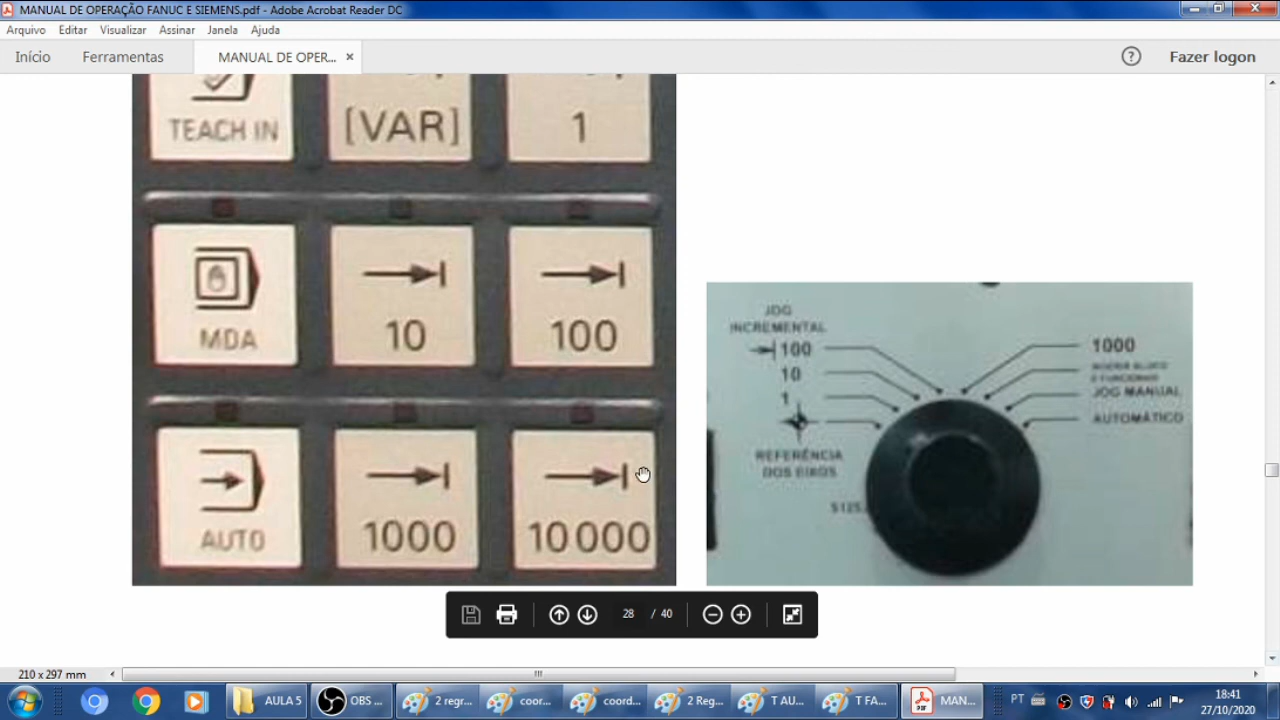 MANUAL DE OPERAÇÃO FANUC E SIEMENS.pdf - Adobe Acrobat Reader DC
Arquivo Editar Visualizar Assinar Janela Ajuda
Início Ferramentas MANUAL DE OPER... × ? Fazer logon
TEACH IN [VAR] 1
MDA 10 100
AUTO 1000 10 000
JOG
INCREMENTAL
100
10
1
REFERÊNCIA
DOS EIXOS
1000
JOG MANUAL
AUTOMÁTICO
28 / 40
210 x 297 mm
AULA 5 OBS ... 2 regr... coor... coord... 2 Reg... T AU... T FA... MAN... PT 18:41
27/10/2020